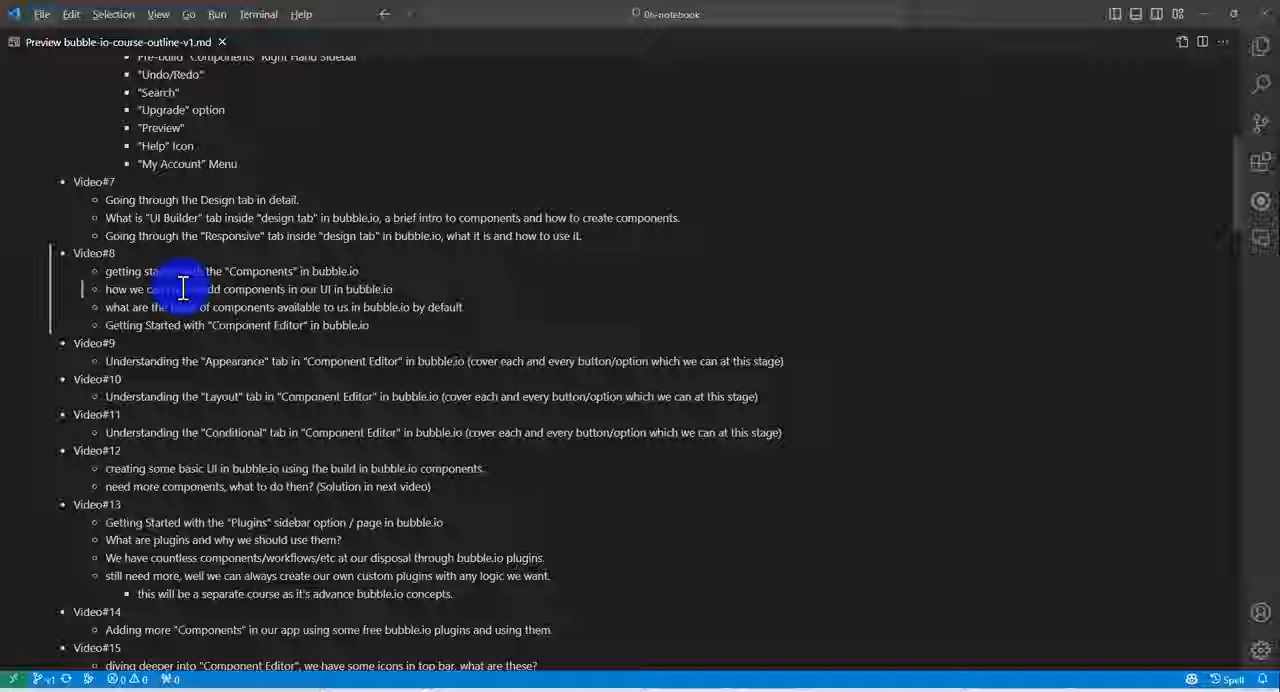 File Edit Selection View Go Run Terminal Help
0h-notebook
Preview bubble-io-course-outline-v1.md
Pre-build "Components" Right Hand Sidebar
"Undo/Redo"
"Search"
"Upgrade" option
"Preview"
"Help" Icon
"My Account" Menu
Video#7
Going through the Design tab in detail.
What is "UI Builder" tab inside "design tab" in bubble.io, a brief intro to components and how to create components.
Going through the "Responsive" tab inside "design tab" in bubble.io, what it is and how to use it.
Video#8
getting the "Components" in bubble.io
how we components in our UI in bubble.io
what are the of components available to us in bubble.io by default
Getting Started with "Component Editor" in bubble.io
Video#9
Understanding the "Appearance" tab in "Component Editor" in bubble.io (cover each and every button/option which we can at this stage)
Video#10
Understanding the "Layout" tab in "Component Editor" in bubble.io (cover each and every button/option which we can at this stage)
Video#11
Understanding the "Conditional" tab in "Component Editor" in bubble.io (cover each and every button/option which we can at this stage)
Video#12
creating some basic UI in bubble.io using the build in bubble.io components.
need more components, what to do then? (Solution in next video)
Video#13
Getting Started with the "Plugins" sidebar option / page in bubble.io
What are plugins and why we should use them?
We have countless components/workflows/etc at our disposal through bubble.io plugins.
still need more, well we can always create our own custom plugins with any logic we want.
this will be a separate course as it's advance bubble.io concepts.
Video#14
Adding more "Components" in our app using some free bubble.io plugins and using them
Video#15
diving deeper into "Component Editor", we have some icons in top bar, what are these?
v1 0 0 0 Spell